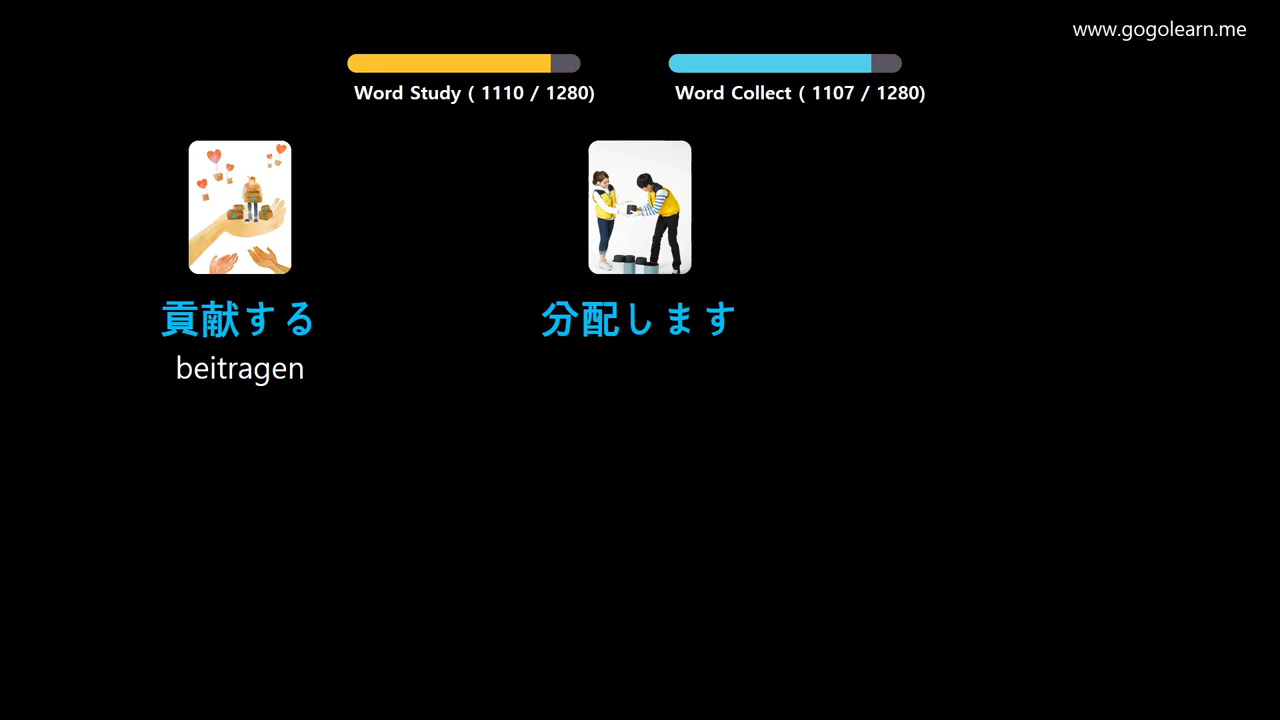 www.gogolearn.me
Word Study ( 1110 / 1280)
Word Collect ( 1107 / 1280)
貢献する
分配します
beitragen